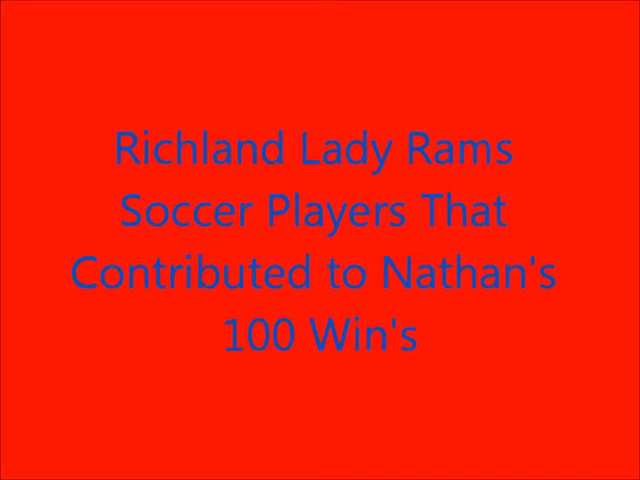 Richland Lady Rams
Soccer Players That
Contributed to Nathan's
100 Win's